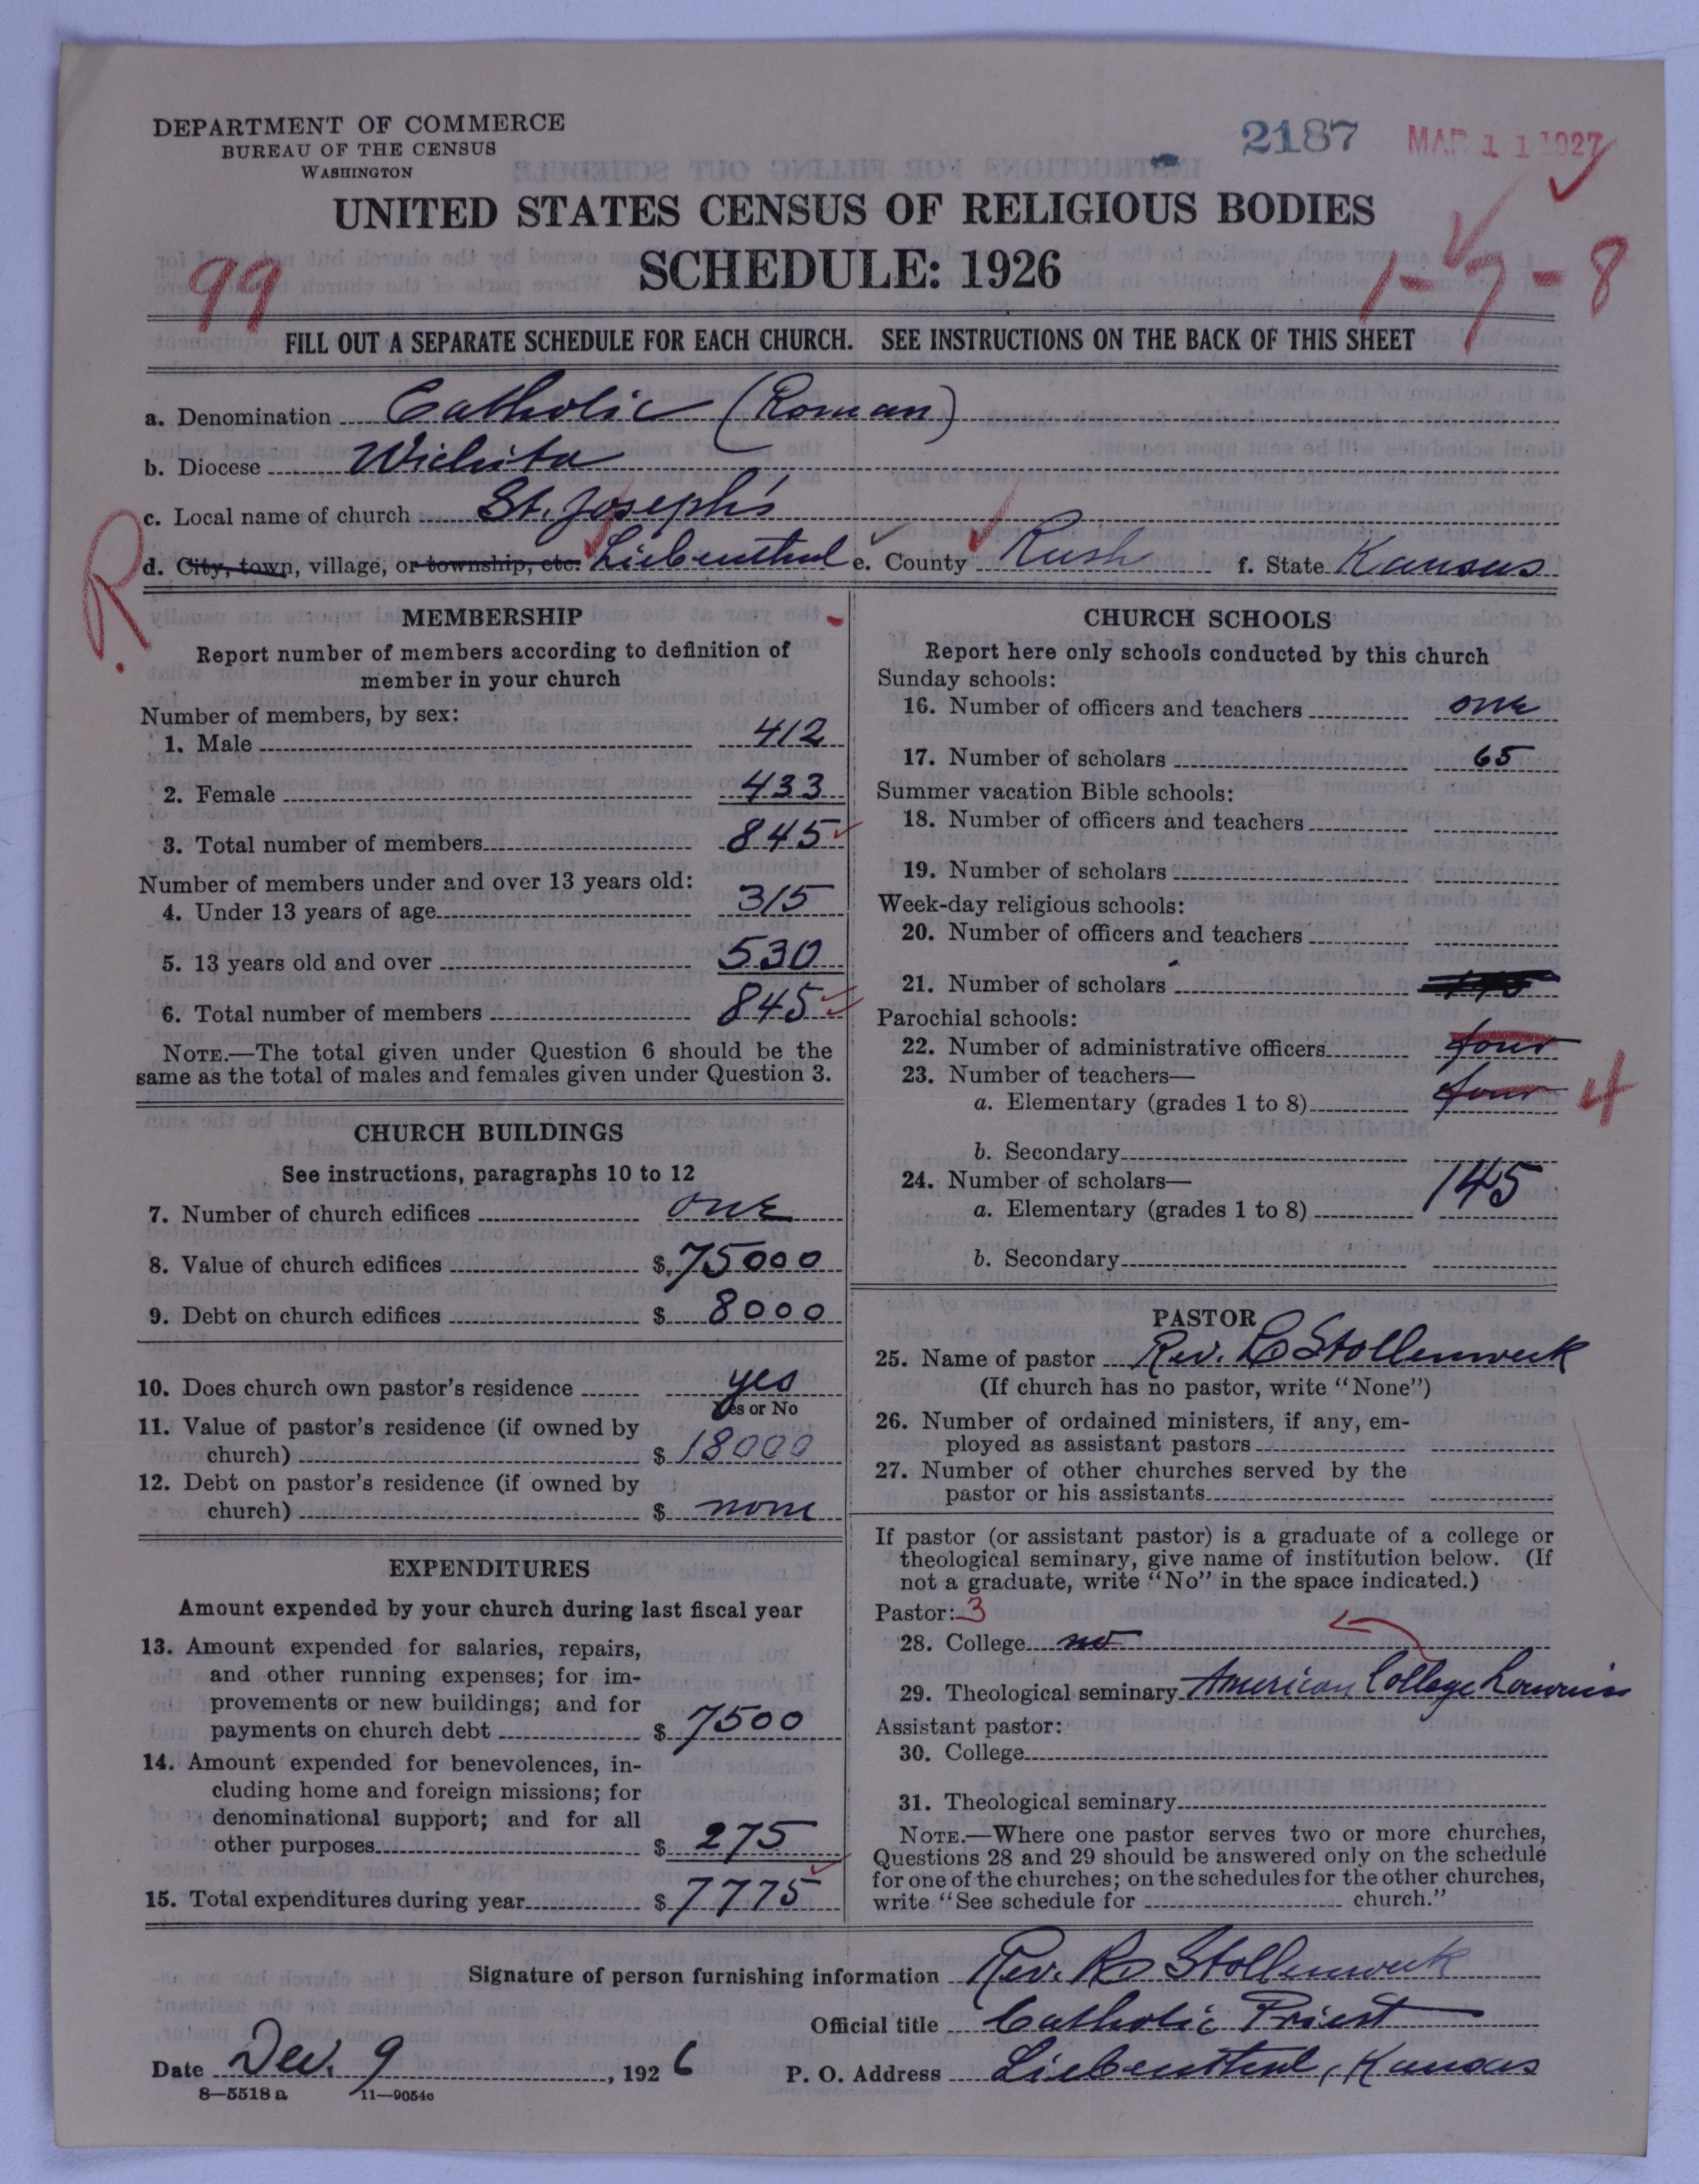 DEPARTMENT OF COMMERCE
BUREAU OF THE CENSUS
WASHINGTON
2187 MAR 11 1927
UNITED STATES CENSUS OF RELIGIOUS BODIES
SCHEDULE: 1926
99
1-7-8
FILL OUT A SEPARATE SCHEDULE FOR EACH CHURCH. SEE INSTRUCTIONS ON THE BACK OF THIS SHEET
a. Denomination Catholic (Roman)
b. Diocese Wichita
c. Local name of church St. Joseph's
R.
d. City, town, village, or township, etc. Liebenthal e. County Rush f. State Kansas
MEMBERSHIP
Report number of members according to definition of
member in your church
Number of members, by sex:
1. Male 412
2. Female 433
3. Total number of members 845
Number of members under and over 13 years old:
4. Under 13 years of age 315
5. 13 years old and over 530
6. Total number of members 845
NOTE.—The total given under Question 6 should be the
same as the total of males and females given under Question 3.
CHURCH BUILDINGS
See instructions, paragraphs 10 to 12
7. Number of church edifices one
8. Value of church edifices $ 75000
9. Debt on church edifices $ 8000
10. Does church own pastor's residence yes
Yes or No
11. Value of pastor's residence (if owned by
church) $ 18000
12. Debt on pastor's residence (if owned by
church) $ none
EXPENDITURES
Amount expended by your church during last fiscal year
13. Amount expended for salaries, repairs,
and other running expenses; for im-
provements or new buildings; and for
payments on church debt $ 7500
14. Amount expended for benevolences, in-
cluding home and foreign missions; for
denominational support; and for all
other purposes $ 275
15. Total expenditures during year $ 7775
CHURCH SCHOOLS
Report here only schools conducted by this church
Sunday schools:
16. Number of officers and teachers one
17. Number of scholars 65
Summer vacation Bible schools:
18. Number of officers and teachers
19. Number of scholars
Week-day religious schools:
20. Number of officers and teachers
21. Number of scholars
Parochial schools:
22. Number of administrative officers four
23. Number of teachers—
a. Elementary (grades 1 to 8) four 4
b. Secondary
24. Number of scholars—
a. Elementary (grades 1 to 8) 145
b. Secondary
PASTOR
25. Name of pastor Rev. Stollenwerk
(If church has no pastor, write "None")
26. Number of ordained ministers, if any, em-
ployed as assistant pastors
27. Number of other churches served by the
pastor or his assistants
If pastor (or assistant pastor) is a graduate of a college or
theological seminary, give name of institution below. (If
not a graduate, write "No" in the space indicated.)
Pastor: 3
28. College no
29. Theological seminary American College Louvain
Assistant pastor:
30. College
31. Theological seminary
NOTE.—Where one pastor serves two or more churches,
Questions 28 and 29 should be answered only on the schedule
for one of the churches; on the schedules for the other churches,
write "See schedule for church."
Signature of person furnishing information Rev. Stollenwerk
Official title Catholic Priest
Date Dec. 9, 1926 P. O. Address Liebenthal, Kansas
8—5518 a 11—9054o